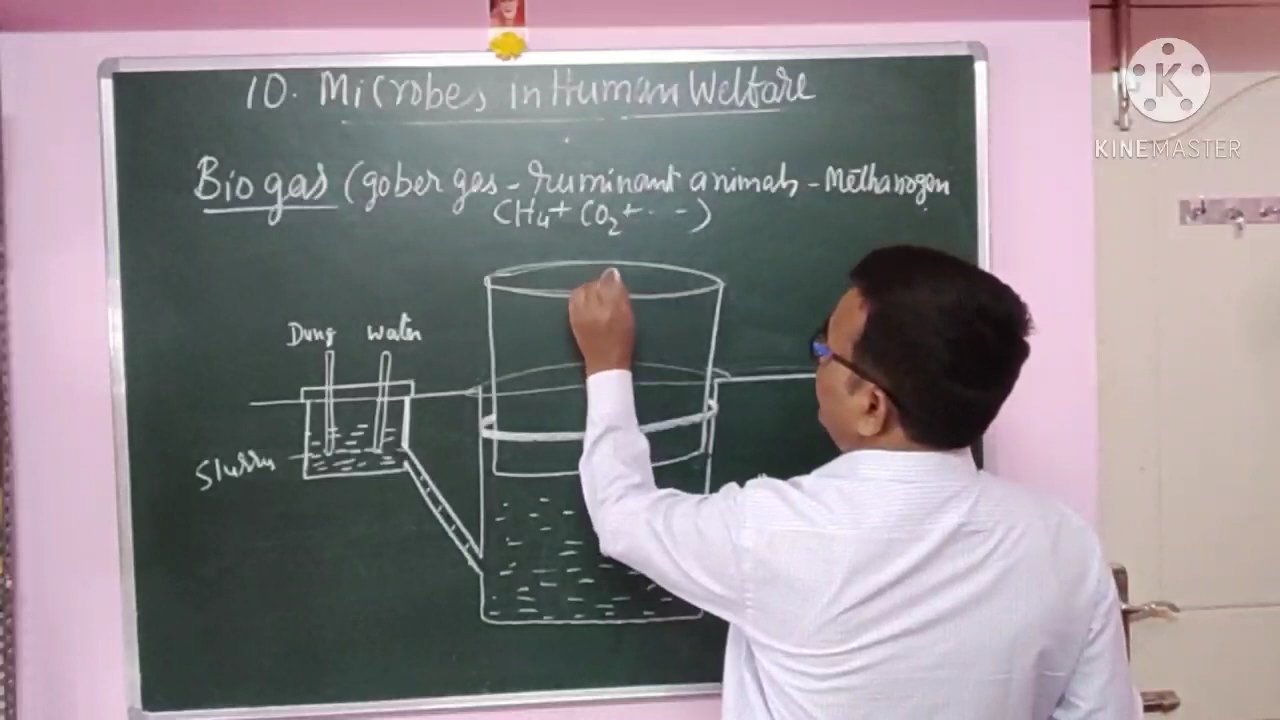 10. Microbes in Human Welfare
Bio gas (gober gas - ruminant animals - Methanogen
(CH4 + CO2 + ... -)
Dung Water
Slurry
K
KINEMASTER